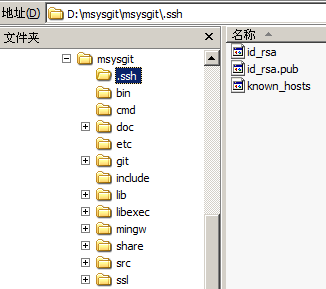 地址(D) D:\msysgit\msysgit\.ssh
文件夹
msysgit
.ssh
bin
cmd
doc
etc
git
include
lib
libexec
mingw
share
src
ssl
名称
id_rsa
id_rsa.pub
known_hosts